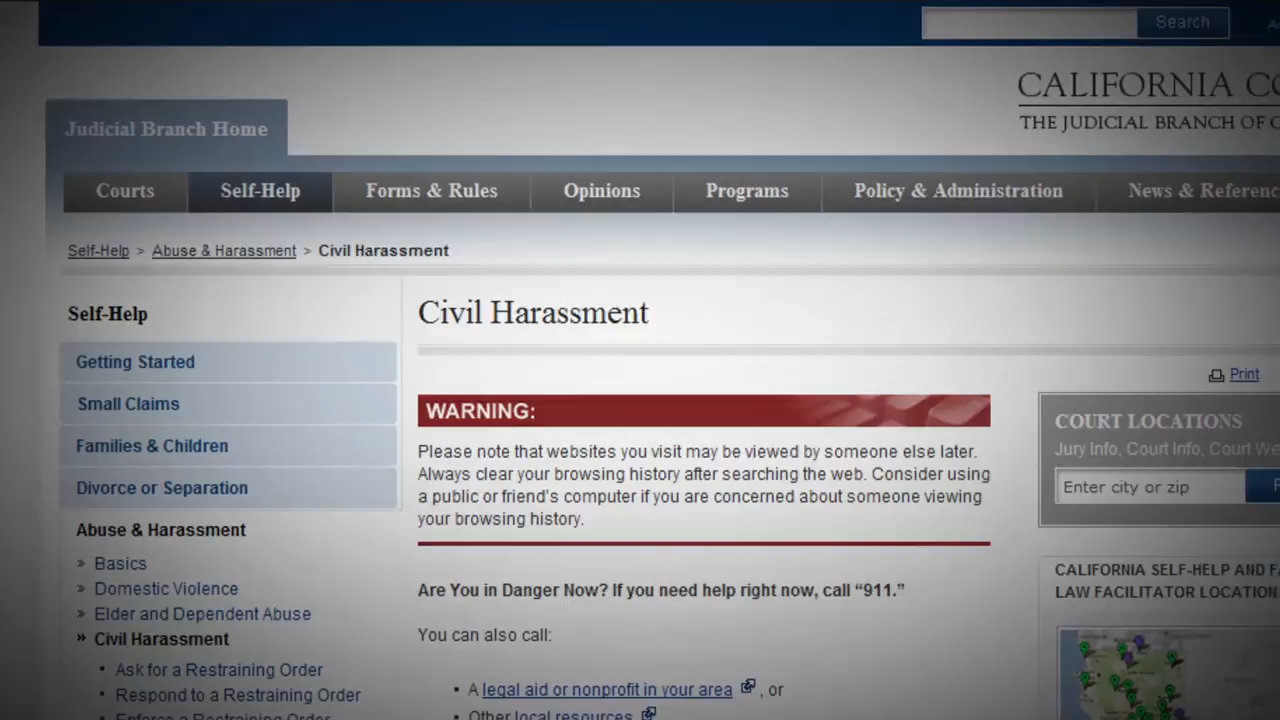 Search
CALIFORNIA
THE JUDICIAL BRANCH OF
Judicial Branch Home
Courts
Self-Help
Forms & Rules
Opinions
Programs
Policy & Administration
News &
Self-Help > Abuse & Harassment > Civil Harassment
Self-Help
Getting Started
Small Claims
Families & Children
Divorce or Separation
Abuse & Harassment
» Basics
» Domestic Violence
» Elder and Dependent Abuse
» Civil Harassment
▪ Ask for a Restraining Order
▪ Respond to a Restraining Order
Civil Harassment
Print
WARNING:
Please note that websites you visit may be viewed by someone else later.
Always clear your browsing history after searching the web. Consider using
a public or friend's computer if you are concerned about someone viewing
your browsing history.
Are You in Danger Now? If you need help right now, call “911.”
You can also call:
▪ A legal aid or nonprofit in your area , or
Other local resources
COURT LOCATIONS
Jury Info, Court Info, Court
Enter city or zip
CALIFORNIA SELF-HELP AND
LAW FACILITATOR